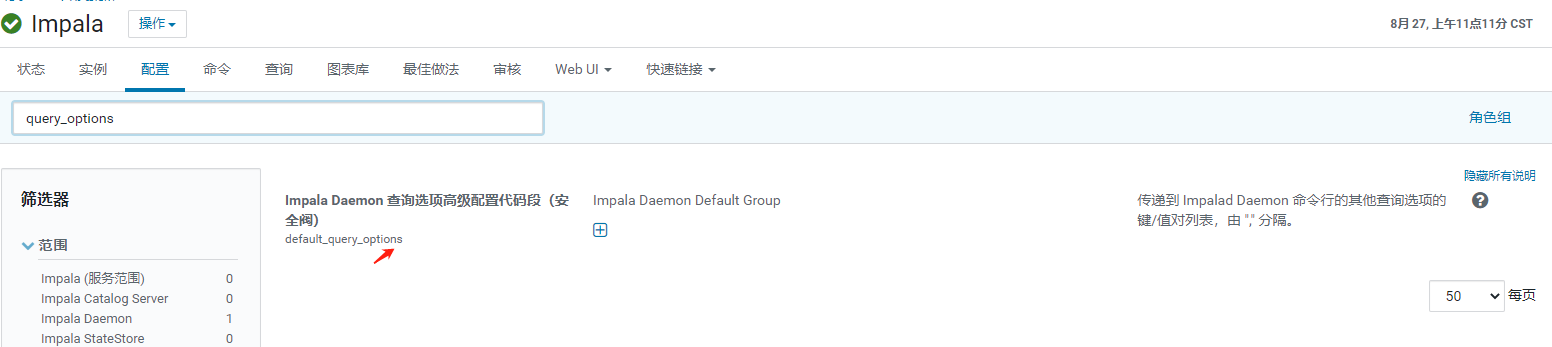 Impala 操作
8月 27, 上午11点11分 CST
状态 实例 配置 命令 查询 图表库 最佳做法 审核 Web UI 快速链接
query_options
角色组
隐藏所有说明
筛选器
范围
Impala (服务范围) 0
Impala Catalog Server 0
Impala Daemon 1
Impala StateStore 0
Impala Daemon 查询选项高级配置代码段（安
全阀）
default_query_options
Impala Daemon Default Group
传递到 Impalad Daemon 命令行的其他查询选项的
键/值对列表，由 "," 分隔。
50 每页